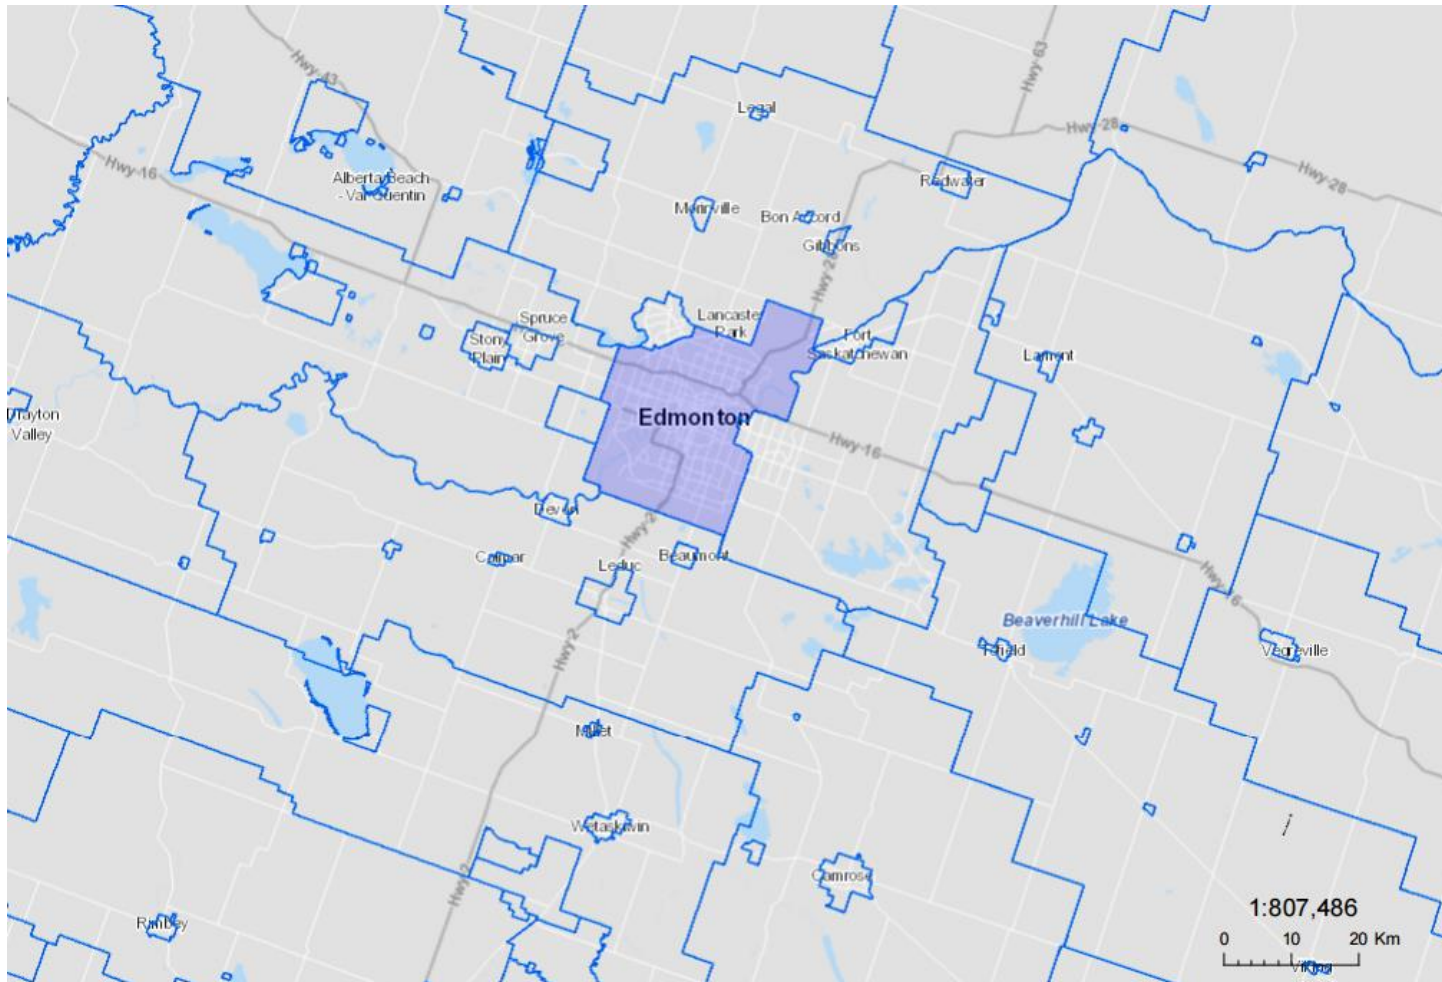 Hwy-63
Hwy-43
Legal
Hwy-28
Hwy-16
Alberta Beach
- Val Quentin
Redwater
Hwy-28
Morinville
Bon Accord
Gibbons
Hwy-28
Spruce
Grove
Lancaster
Park
Stony
Plain
Fort
Saskatchewan
Lamont
Drayton
Valley
Edmonton
Hwy-16
Devon
Hwy-2
Calmar
Beaumont
Leduc
Hwy-16
Beaverhill Lake
Tofield
Vegreville
Hwy-2
Millet
Wetaskiwin
Camrose
Hwy-2
Rimbey
1:807,486
0 10 20 Km
Viking